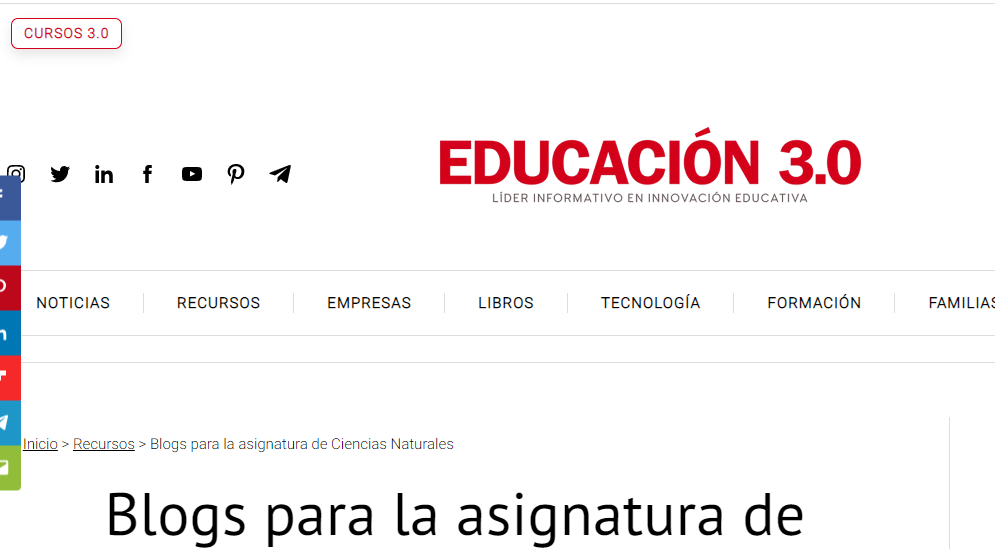 CURSOS 3.0
EDUCACIÓN 3.0
LÍDER INFORMATIVO EN INNOVACIÓN EDUCATIVA
NOTICIAS RECURSOS EMPRESAS LIBROS TECNOLOGÍA FORMACIÓN FAMILIAS
Inicio > Recursos > Blogs para la asignatura de Ciencias Naturales
Blogs para la asignatura de